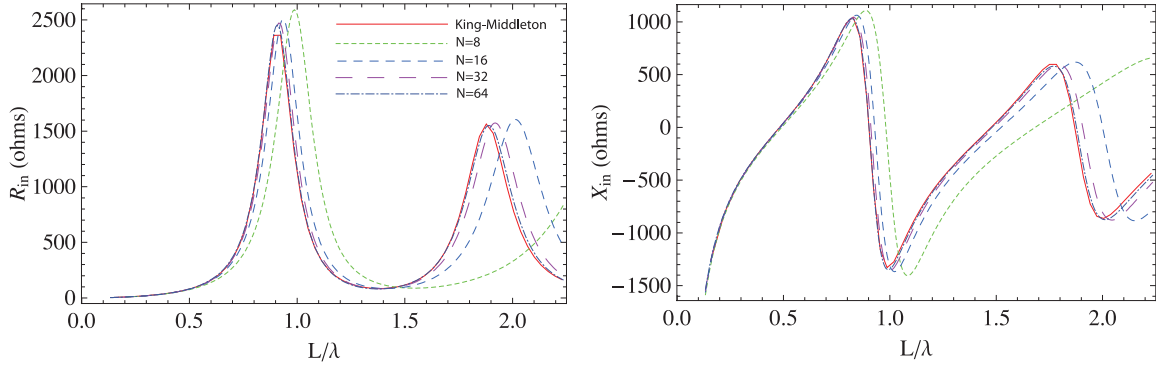 2500
2000
1500
1000
500
0
0.0
0.5
1.0
1.5
2.0
L/λ
R_in (ohms)
King-Middleton
N=8
N=16
N=32
N=64
1000
500
0
−500
−1000
−1500
0.0
0.5
1.0
1.5
2.0
L/λ
X_in (ohms)